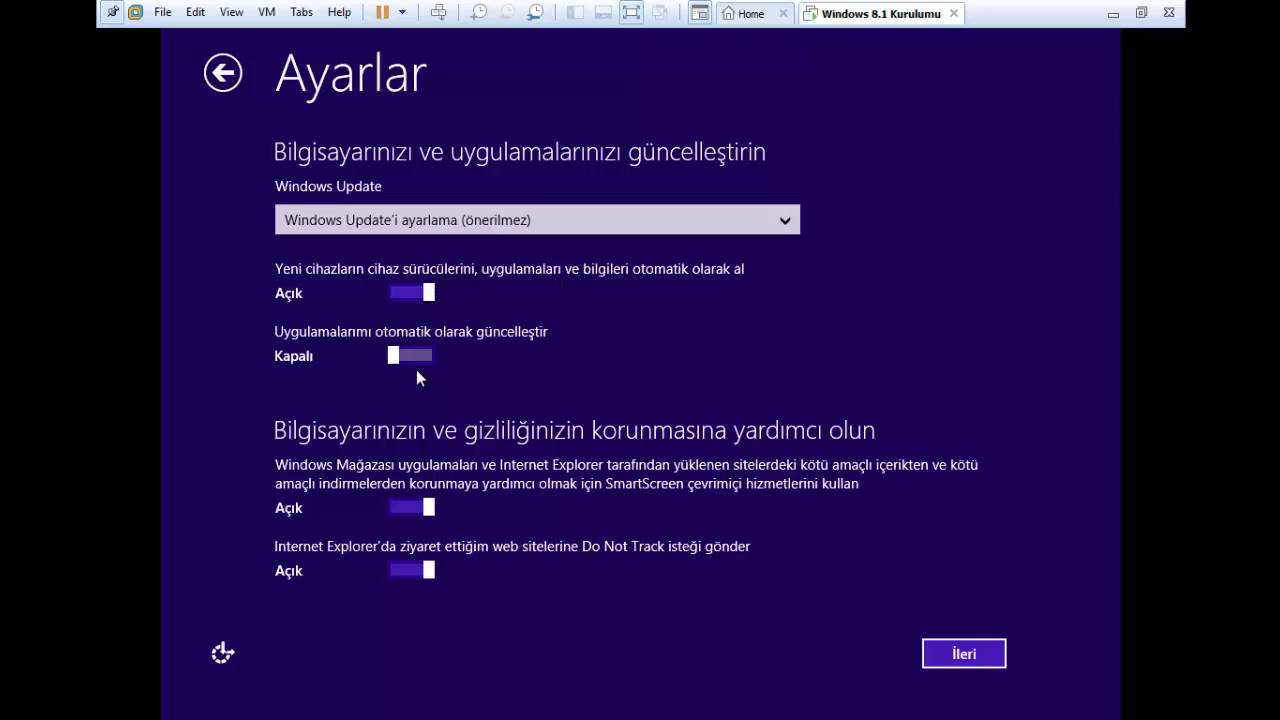 File Edit View VM Tabs Help Home Windows 8.1 Kurulumu
Ayarlar
Bilgisayarınızı ve uygulamalarınızı güncelleştirin
Windows Update
Windows Update'i ayarlama (önerilmez)
Yeni cihazların cihaz sürücülerini, uygulamaları ve bilgileri otomatik olarak al
Açık
Uygulamalarımı otomatik olarak güncelleştir
Kapalı
Bilgisayarınızın ve gizliliğinizin korunmasına yardımcı olun
Windows Mağazası uygulamaları ve Internet Explorer tarafından yüklenen sitelerdeki kötü amaçlı içerikten ve kötü
amaçlı indirmelerden korunmaya yardımcı olmak için SmartScreen çevrimiçi hizmetlerini kullan
Açık
Internet Explorer'da ziyaret ettiğim web sitelerine Do Not Track isteği gönder
Açık
İleri